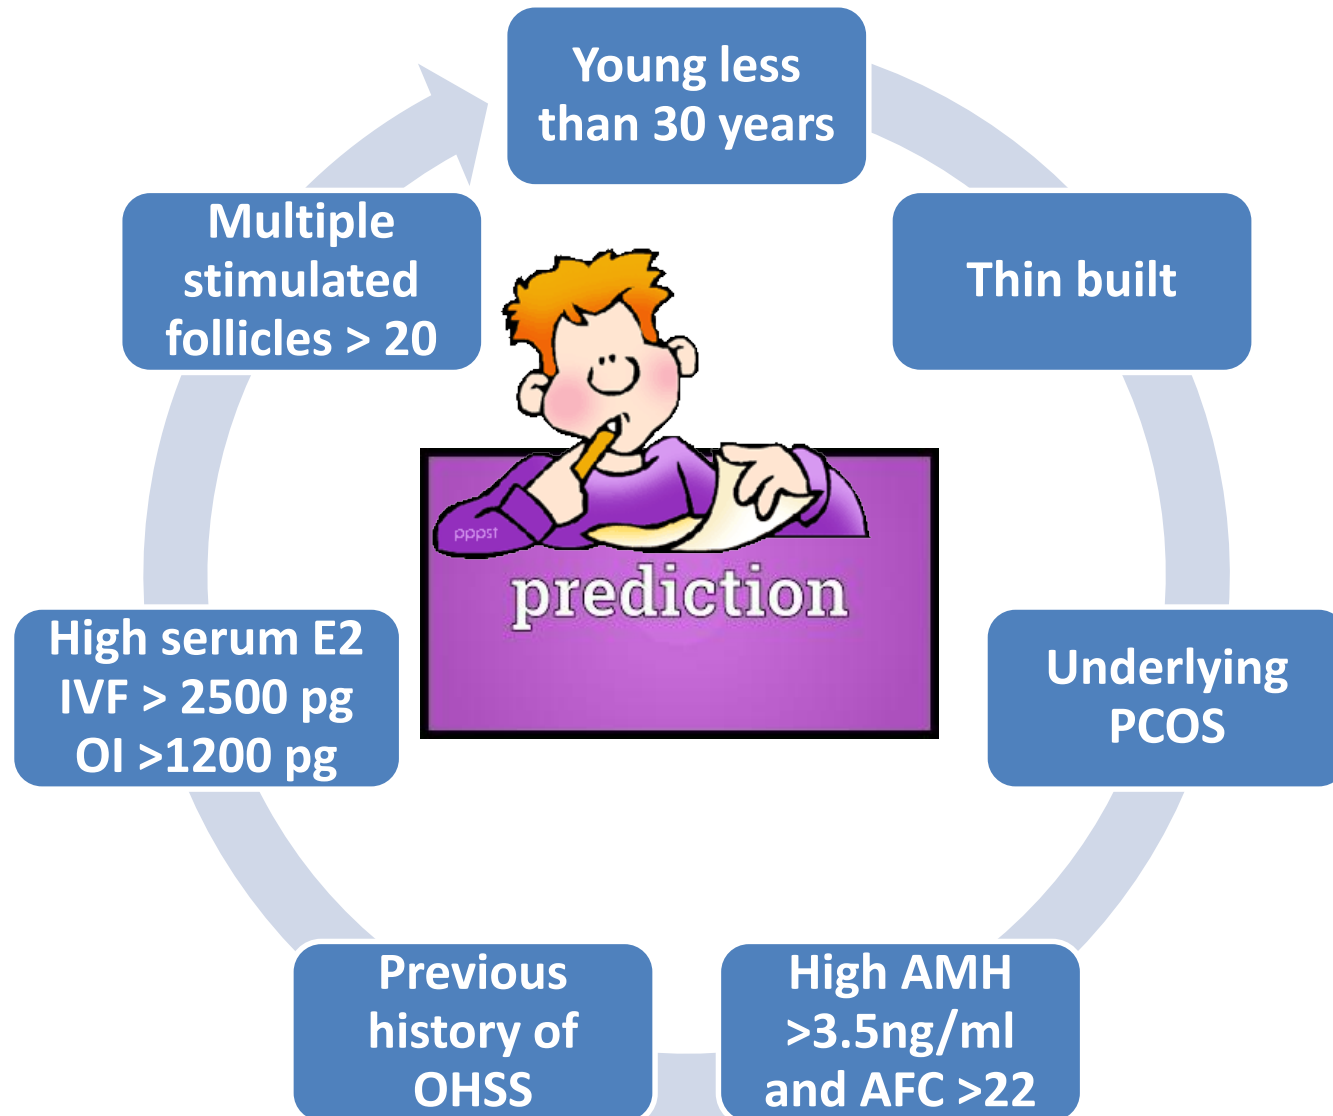 Young less
than 30 years
Thin built
Underlying
PCOS
High AMH
>3.5ng/ml
and AFC >22
Previous
history of
OHSS
High serum E2
IVF > 2500 pg
OI >1200 pg
Multiple
stimulated
follicles > 20
pppst
prediction